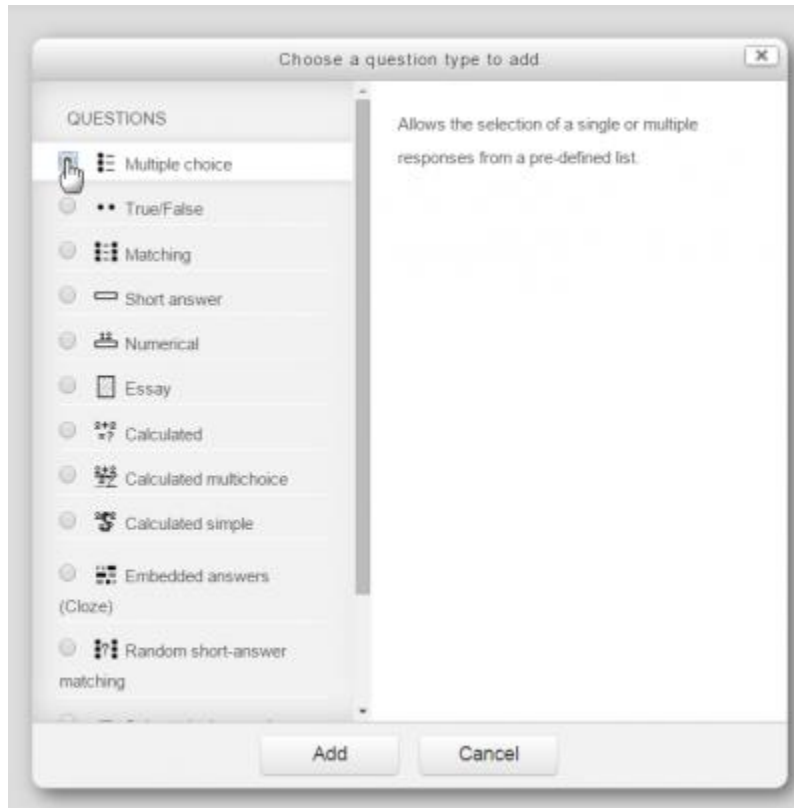 Choose a question type to add
QUESTIONS
Multiple choice
True/False
Matching
Short answer
Numerical
Essay
Calculated
Calculated multichoice
Calculated simple
Embedded answers
(Cloze)
Random short-answer
matching
Allows the selection of a single or multiple
responses from a pre-defined list.
Add
Cancel